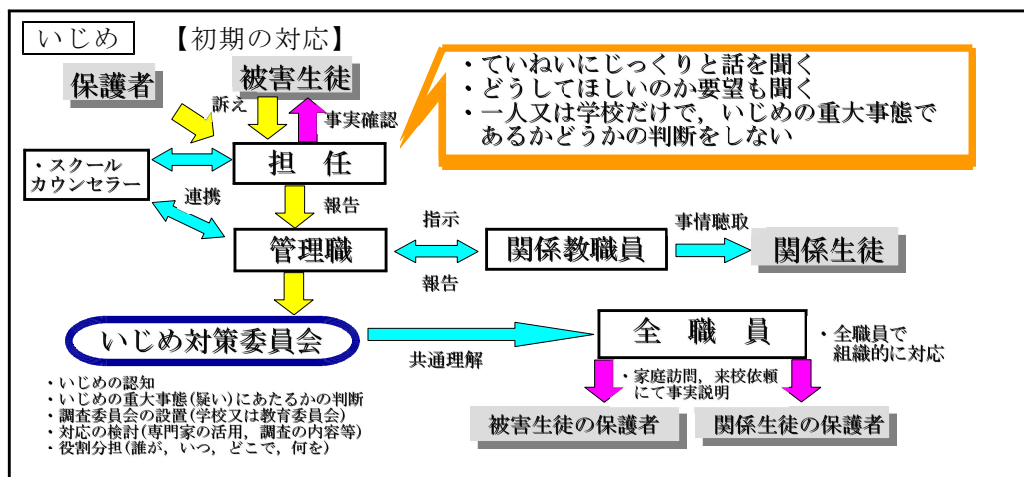 いじめ 【初期の対応】
保護者
被害生徒
訴え
事実確認
・ていねいにじっくりと話を聞く
・どうしてほしいのか要望も聞く
・一人又は学校だけで，いじめの重大事態で
あるかどうかの判断をしない
・スクール
カウンセラー
担　任
連携
報告
管理職
指示
報告
関係教職員
事情聴取
関係生徒
いじめ対策委員会
共通理解
全　職　員
・全職員で
組織的に対応
・いじめの認知
・いじめの重大事態(疑い)にあたるかの判断
・調査委員会の設置(学校又は教育委員会)
・対応の検討(専門家の活用，調査の内容等)
・役割分担(誰が，いつ，どこで，何を)
・家庭訪問，来校依頼
にて事実説明
被害生徒の保護者
関係生徒の保護者